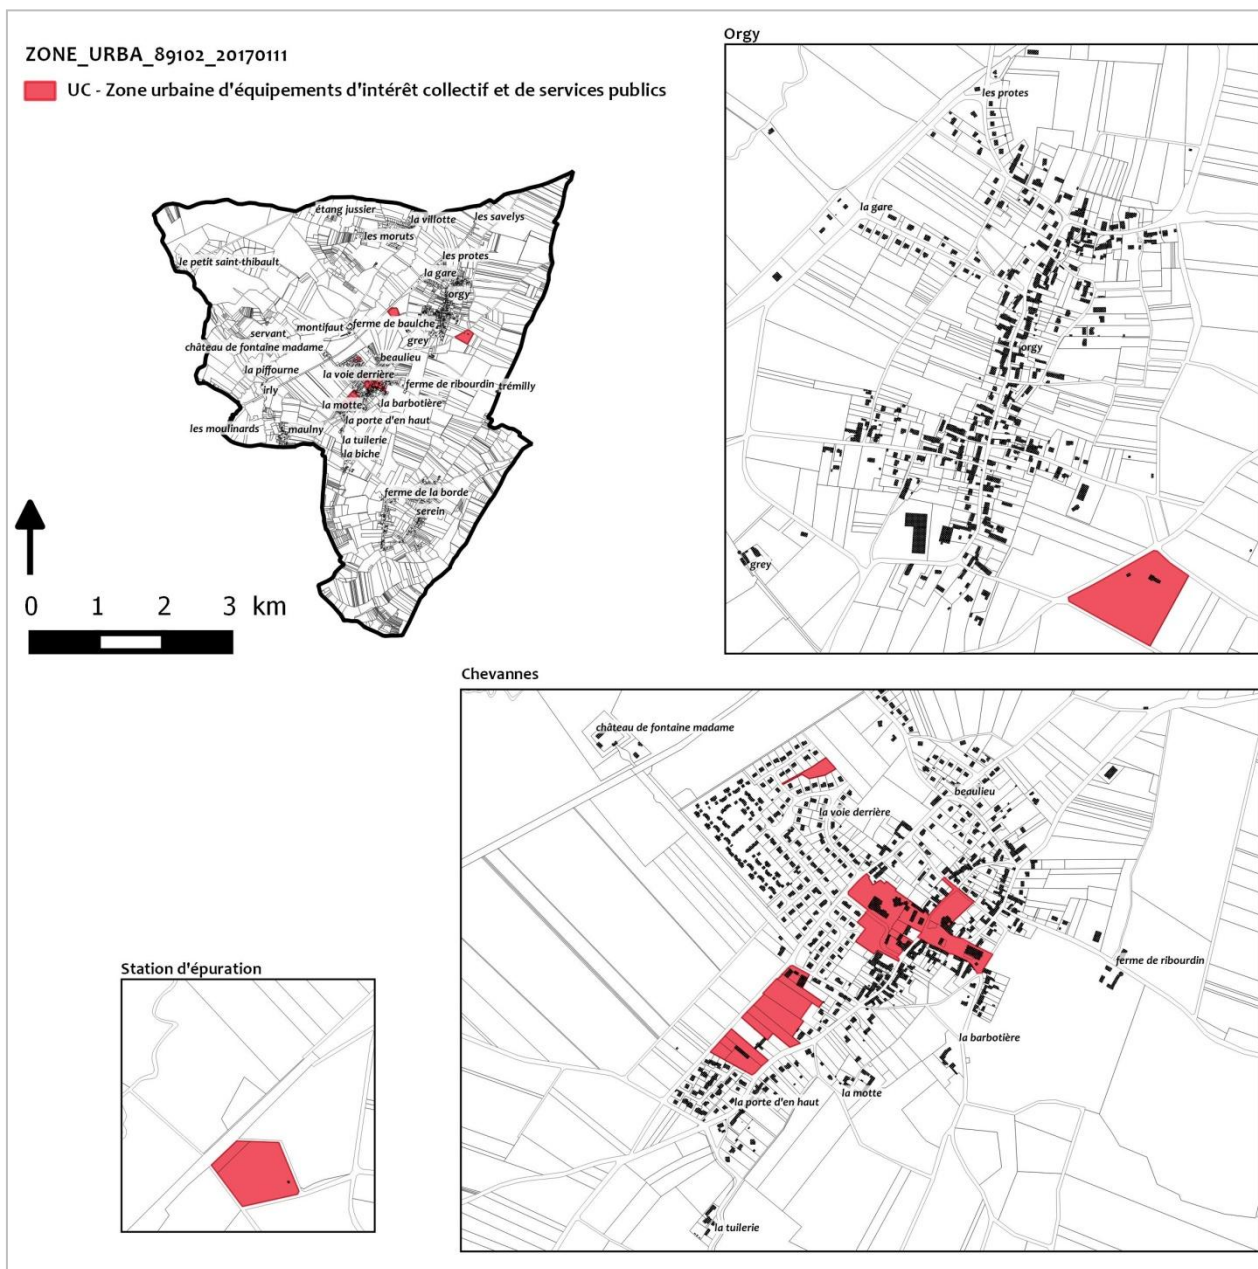 ZONE_URBA_89102_20170111
UC - Zone urbaine d'équipements d'intérêt collectif et de services publics
étang jussier
la villotte
les savelys
les moruts
le petit saint-thibault
les protes
la gare
orgy
montifaut
ferme de baulche
servant
grey
château de fontaine madame
beaulieu
la piffourne
la voie derrière
irly
ferme de ribourdin
trémilly
la motte
la barbotière
la porte d'en haut
les moulinards
maulny
la tuilerie
la biche
ferme de la borde
serein
0 1 2 3 km
Orgy
les protes
la gare
orgy
grey
Chevannes
château de fontaine madame
beaulieu
la voie derrière
ferme de ribourdin
la barbotière
la motte
la porte d'en haut
la tuilerie
Station d'épuration